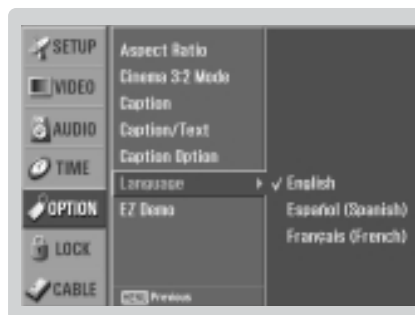 SETUP
VIDEO
AUDIO
TIME
OPTION
LOCK
CABLE
Aspect Ratio
Cinema 3:2 Mode
Caption
Caption/Text
Caption Option
Language
EZ Demo
MENU Previous
✓ English
Español (Spanish)
Français (French)